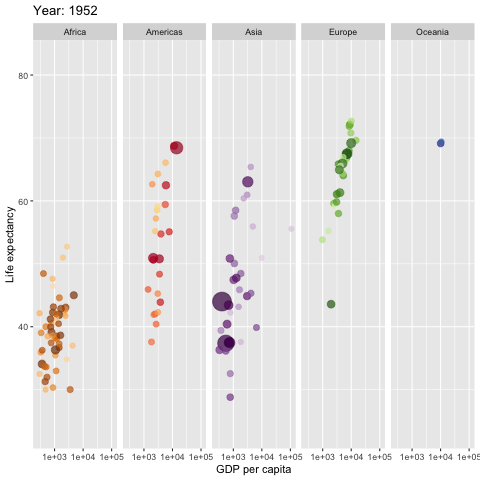 Year: 1952
Africa Americas Asia Europe Oceania
80
60
40
Life expectancy
1e+03 1e+04 1e+05 1e+03 1e+04 1e+05 1e+03 1e+04 1e+05 1e+03 1e+04 1e+05 1e+03 1e+04 1e+05
GDP per capita